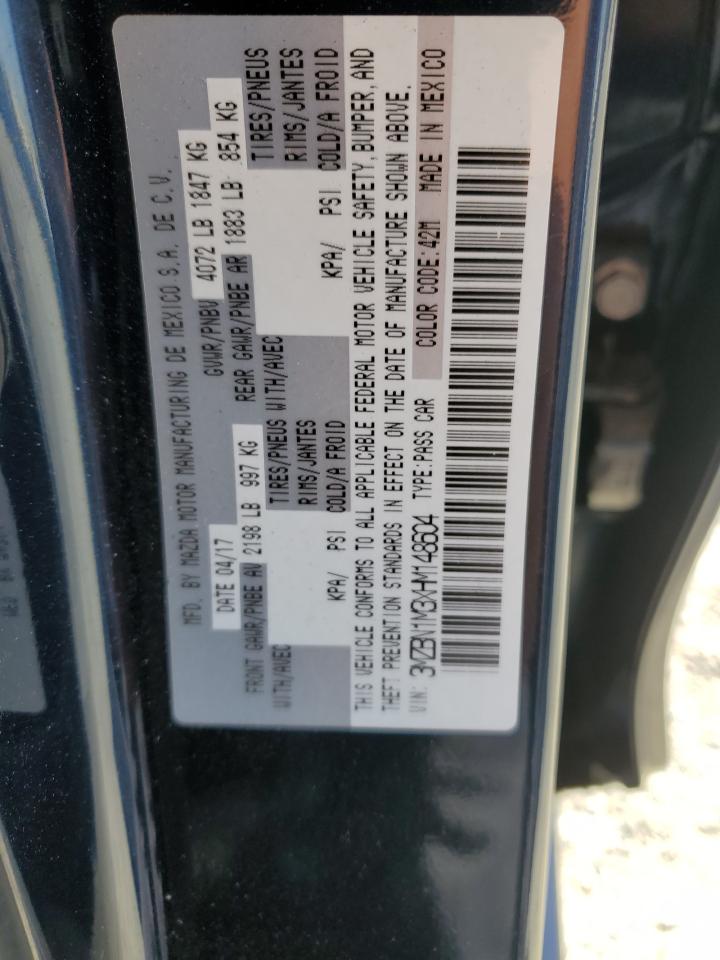 MFD. BY MAZDA MOTOR MANUFACTURING DE MEXICO S.A. DE C.V.
DATE 04/17 GVWR/PNBV 4072 LB 1847 KG
FRONT GAWR/PNBE AV 2198 LB 997 KG REAR GAWR/PNBE AR 1883 LB 854 KG
WITH/AVEC TIRES/PNEUS WITH/AVEC TIRES/PNEUS
RIMS/JANTES RIMS/JANTES
KPA/ PSI COLD/A FROID KPA/ PSI COLD/A FROID
THIS VEHICLE CONFORMS TO ALL APPLICABLE FEDERAL MOTOR VEHICLE SAFETY, BUMPER, AND
THEFT PREVENTION STANDARDS IN EFFECT ON THE DATE OF MANUFACTURE SHOWN ABOVE.
VIN: 3MZBN1M3XHM148604 TYPE:PASS CAR COLOR CODE:42M MADE IN MEXICO